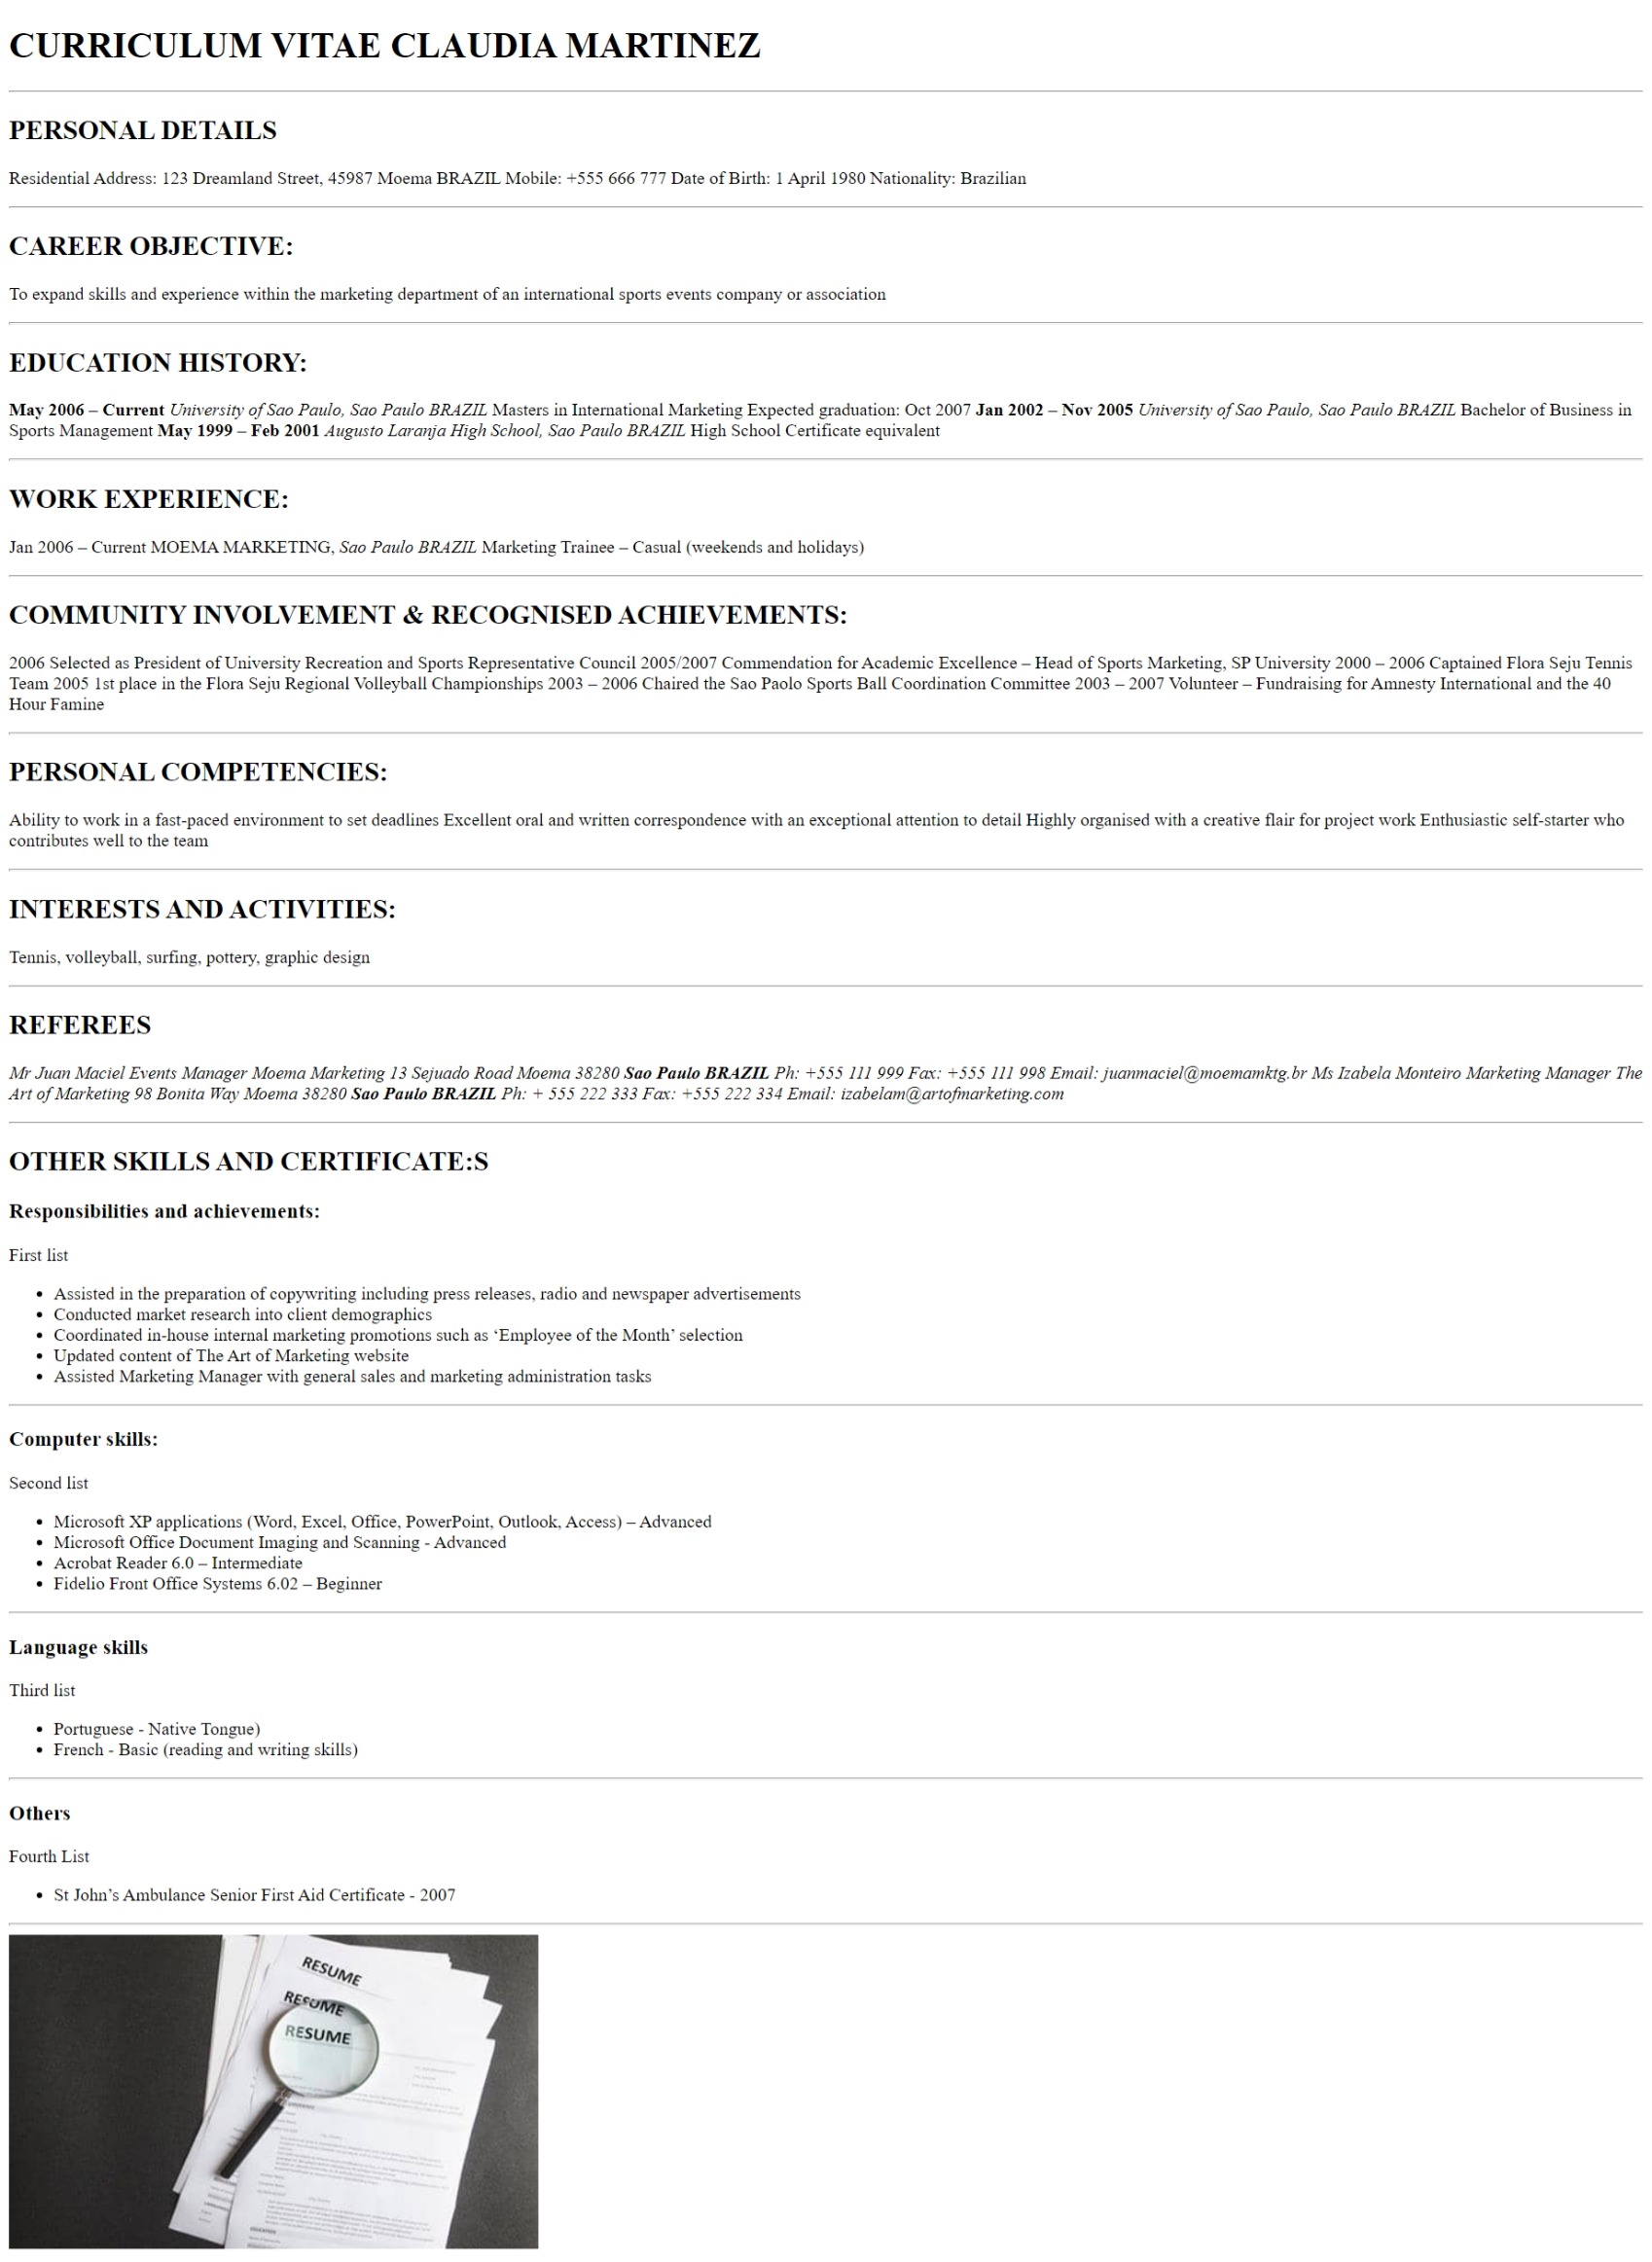 CURRICULUM VITAE CLAUDIA MARTINEZ
PERSONAL DETAILS
Residential Address: 123 Dreamland Street, 45987 Moema BRAZIL Mobile: +555 666 777 Date of Birth: 1 April 1980 Nationality: Brazilian
CAREER OBJECTIVE:
To expand skills and experience within the marketing department of an international sports events company or association
EDUCATION HISTORY:
May 2006 – Current University of Sao Paulo, Sao Paulo BRAZIL Masters in International Marketing Expected graduation: Oct 2007 Jan 2002 – Nov 2005 University of Sao Paulo, Sao Paulo BRAZIL Bachelor of Business in
Sports Management May 1999 – Feb 2001 Augusto Laranja High School, Sao Paulo BRAZIL High School Certificate equivalent
WORK EXPERIENCE:
Jan 2006 – Current MOEMA MARKETING, Sao Paulo BRAZIL Marketing Trainee – Casual (weekends and holidays)
COMMUNITY INVOLVEMENT & RECOGNISED ACHIEVEMENTS:
2006 Selected as President of University Recreation and Sports Representative Council 2005/2007 Commendation for Academic Excellence – Head of Sports Marketing, SP University 2000 – 2006 Captained Flora Seju Tennis
Team 2005 1st place in the Flora Seju Regional Volleyball Championships 2003 – 2006 Chaired the Sao Paolo Sports Ball Coordination Committee 2003 – 2007 Volunteer – Fundraising for Amnesty International and the 40
Hour Famine
PERSONAL COMPETENCIES:
Ability to work in a fast-paced environment to set deadlines Excellent oral and written correspondence with an exceptional attention to detail Highly organised with a creative flair for project work Enthusiastic self-starter who
contributes well to the team
INTERESTS AND ACTIVITIES:
Tennis, volleyball, surfing, pottery, graphic design
REFEREES
Mr Juan Maciel Events Manager Moema Marketing 13 Sejuado Road Moema 38280 Sao Paulo BRAZIL Ph: +555 111 999 Fax: +555 111 998 Email: juanmaciel@moemamktg.br Ms Izabela Monteiro Marketing Manager The
Art of Marketing 98 Bonita Way Moema 38280 Sao Paulo BRAZIL Ph: + 555 222 333 Fax: +555 222 334 Email: izabelam@artofmarketing.com
OTHER SKILLS AND CERTIFICATE:S
Responsibilities and achievements:
First list
• Assisted in the preparation of copywriting including press releases, radio and newspaper advertisements
• Conducted market research into client demographics
• Coordinated in-house internal marketing promotions such as ‘Employee of the Month’ selection
• Updated content of The Art of Marketing website
• Assisted Marketing Manager with general sales and marketing administration tasks
Computer skills:
Second list
• Microsoft XP applications (Word, Excel, Office, PowerPoint, Outlook, Access) – Advanced
• Microsoft Office Document Imaging and Scanning - Advanced
• Acrobat Reader 6.0 – Intermediate
• Fidelio Front Office Systems 6.02 – Beginner
Language skills
Third list
• Portuguese - Native Tongue)
• French - Basic (reading and writing skills)
Others
Fourth List
• St John’s Ambulance Senior First Aid Certificate - 2007
RESUME
RESUME
RESUME